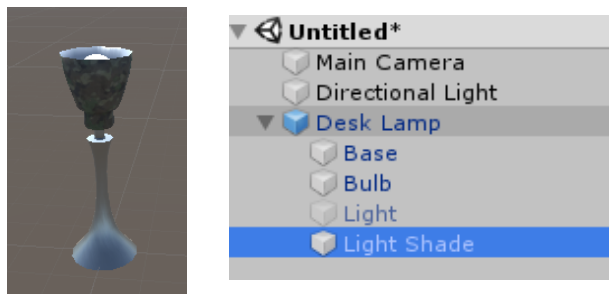 Untitled*
Main Camera
Directional Light
Desk Lamp
Base
Bulb
Light
Light Shade